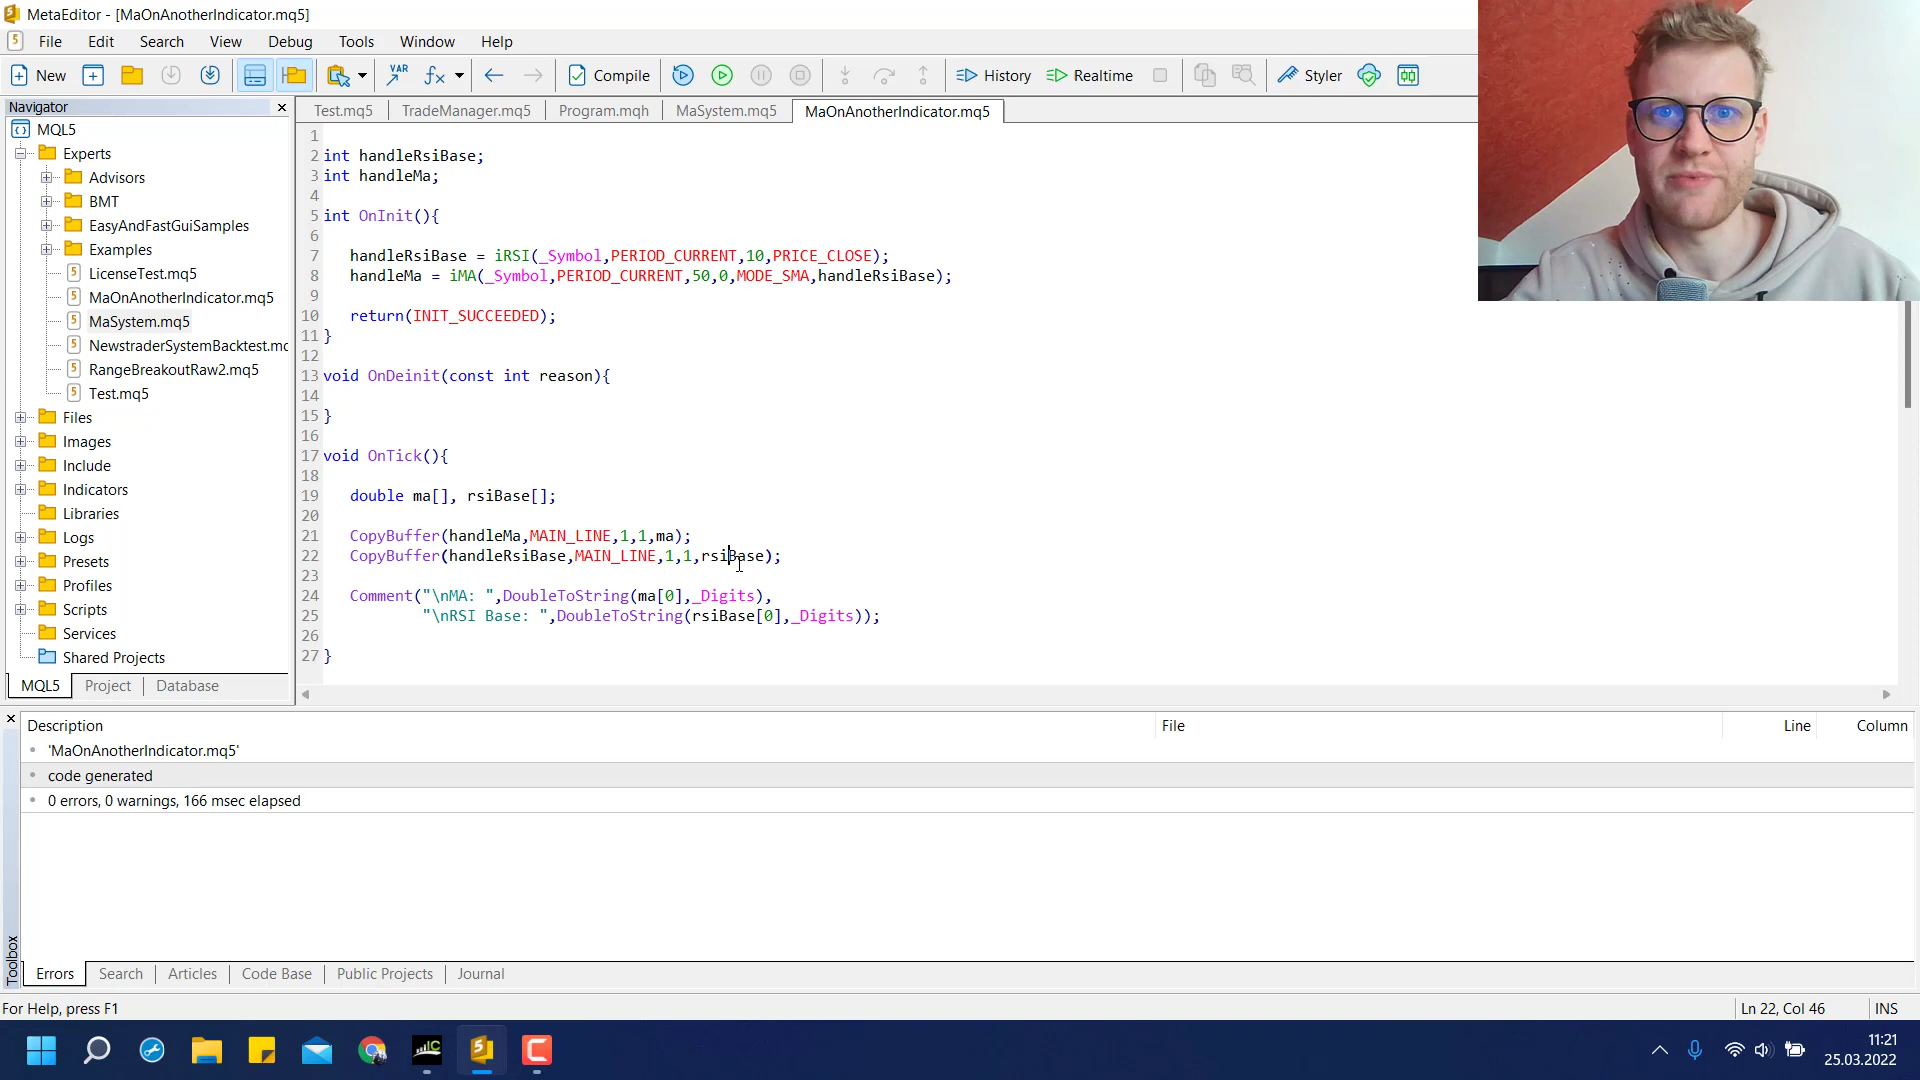 MetaEditor - [MaOnAnotherIndicator.mq5]
File Edit Search View Debug Tools Window Help
New VAR Compile History Realtime Styler
Navigator
Test.mq5 TradeManager.mq5 Program.mqh MaSystem.mq5 MaOnAnotherIndicator.mq5
MQL5
Experts
Advisors
BMT
EasyAndFastGuiSamples
Examples
LicenseTest.mq5
MaOnAnotherIndicator.mq5
MaSystem.mq5
NewstraderSystemBacktest.mq
RangeBreakoutRaw2.mq5
Test.mq5
Files
Images
Include
Indicators
Libraries
Logs
Presets
Profiles
Scripts
Services
Shared Projects
MQL5 Project Database
1
2 int handleRsiBase;
3 int handleMa;
4
5 int OnInit(){
6
7 handleRsiBase = iRSI(_Symbol,PERIOD_CURRENT,10,PRICE_CLOSE);
8 handleMa = iMA(_Symbol,PERIOD_CURRENT,50,0,MODE_SMA,handleRsiBase);
9
10 return(INIT_SUCCEEDED);
11 }
12
13 void OnDeinit(const int reason){
14
15 }
16
17 void OnTick(){
18
19 double ma[], rsiBase[];
20
21 CopyBuffer(handleMa,MAIN_LINE,1,1,ma);
22 CopyBuffer(handleRsiBase,MAIN_LINE,1,1,rsiBase);
23
24 Comment("\nMA: ",DoubleToString(ma[0],_Digits),
25 "\nRSI Base: ",DoubleToString(rsiBase[0],_Digits));
26
27 }
Description File Line Column
'MaOnAnotherIndicator.mq5'
code generated
0 errors, 0 warnings, 166 msec elapsed
Toolbox
Errors Search Articles Code Base Public Projects Journal
For Help, press F1 Ln 22, Col 46 INS
11:21
25.03.2022